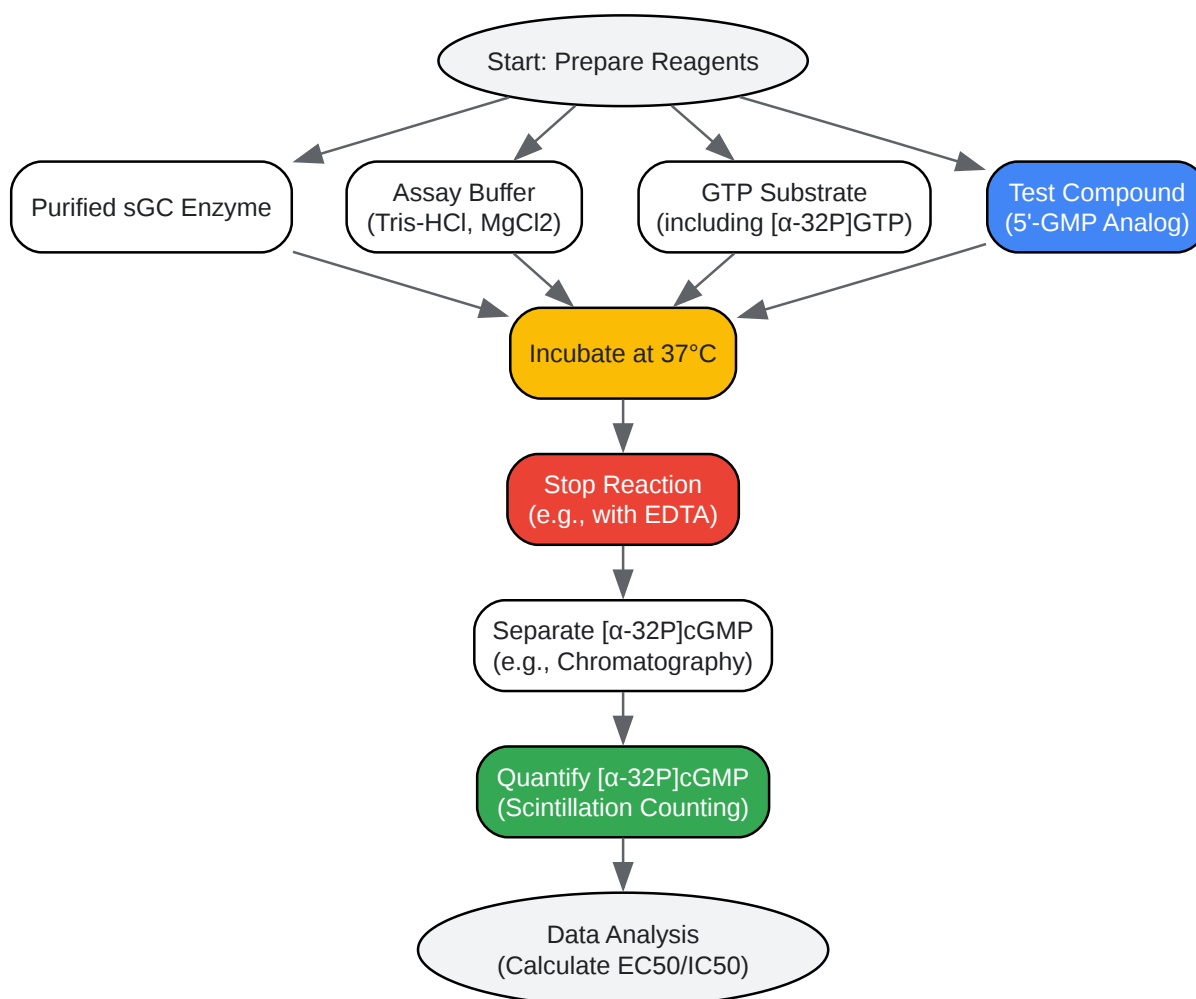 Start: Prepare Reagents
Purified sGC Enzyme
Assay Buffer
(Tris-HCl, MgCl2)
GTP Substrate
(including [α-32P]GTP)
Test Compound
(5'-GMP Analog)
Incubate at 37°C
Stop Reaction
(e.g., with EDTA)
Separate [α-32P]cGMP
(e.g., Chromatography)
Quantify [α-32P]cGMP
(Scintillation Counting)
Data Analysis
(Calculate EC50/IC50)